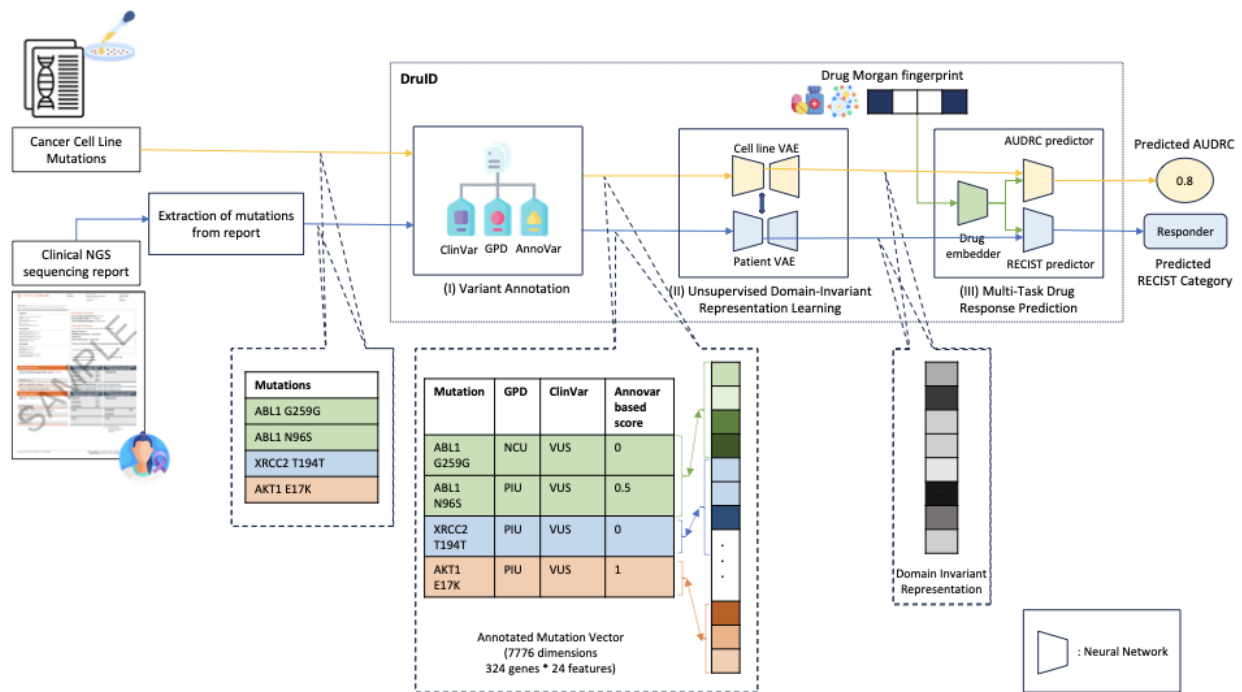 DruID
Drug Morgan fingerprint
Cancer Cell Line
Mutations
Extraction of mutations
from report
Clinical NGS
sequencing report
SAMPLE
ClinVar
GPD
AnnoVar
(I) Variant Annotation
Cell line VAE
Patient VAE
(II) Unsupervised Domain-Invariant
Representation Learning
AUDRC predictor
Drug
embedder
RECIST predictor
(III) Multi-Task Drug
Response Prediction
Predicted AUDRC
0.8
Responder
Predicted
RECIST Category
Mutations
ABL1 G259G
ABL1 N96S
XRCC2 T194T
AKT1 E17K
Mutation GPD ClinVar Annovar
based
score
ABL1 NCU VUS 0
G259G
ABL1 PIU VUS 0.5
N96S
XRCC2 PIU VUS 0
T194T
AKT1 PIU VUS 1
E17K
Annotated Mutation Vector
(7776 dimensions
324 genes * 24 features)
Domain Invariant
Representation
: Neural Network